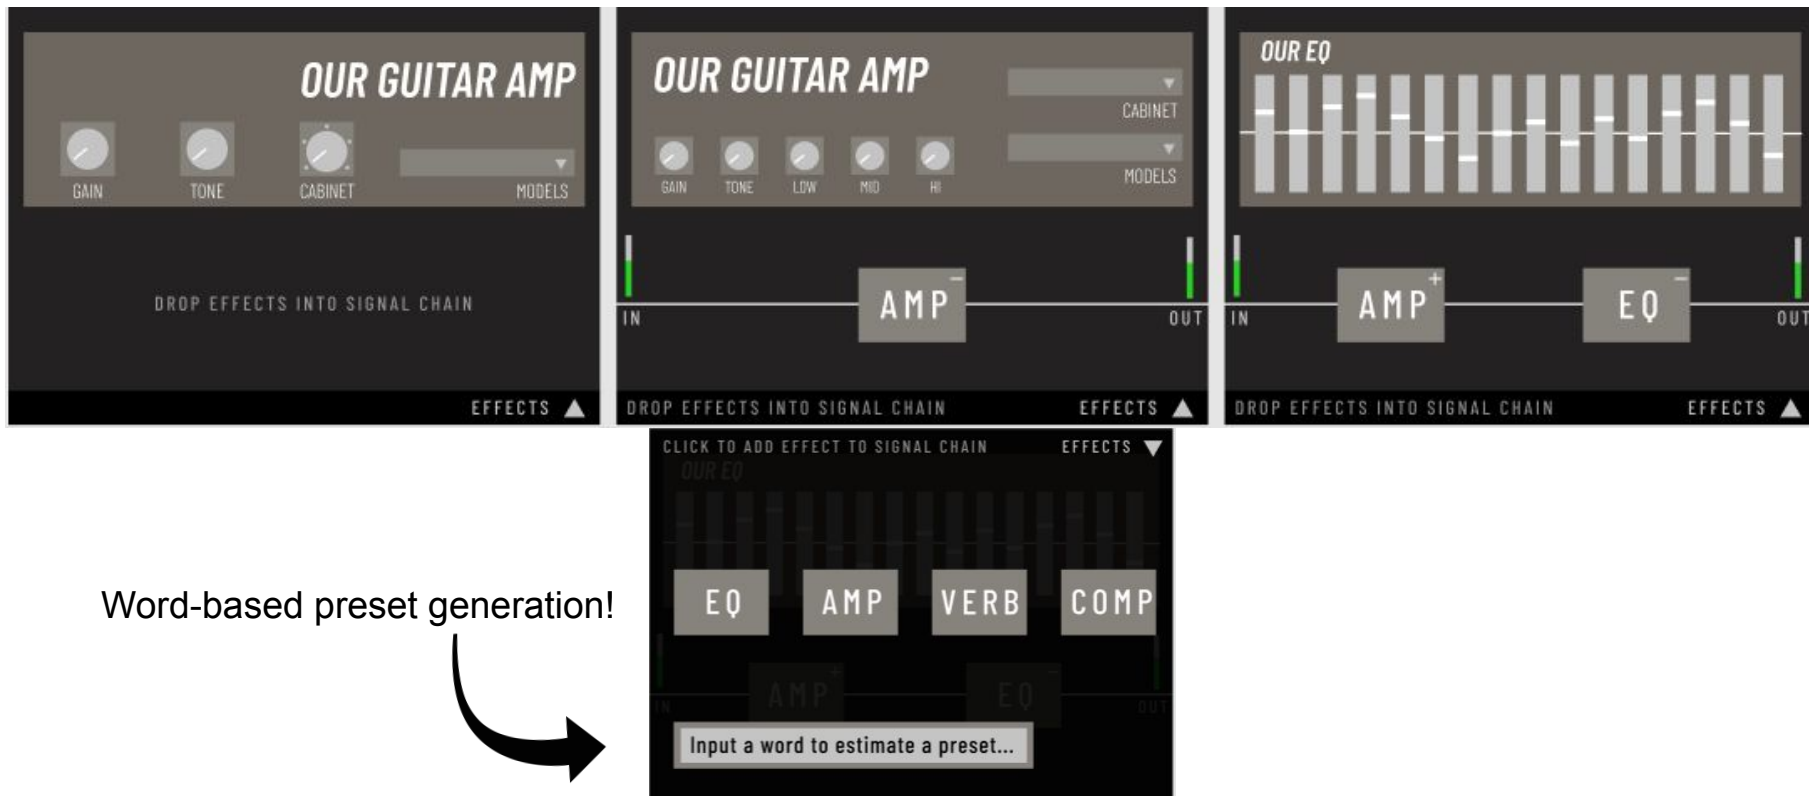 OUR GUITAR AMP
GAIN
TONE
CABINET
MODELS
DROP EFFECTS INTO SIGNAL CHAIN
EFFECTS
OUR GUITAR AMP
CABINET
GAIN
TONE
LOW
MID
HI
MODELS
AMP
IN
OUT
DROP EFFECTS INTO SIGNAL CHAIN
EFFECTS
OUR EQ
AMP
EQ
IN
OUT
DROP EFFECTS INTO SIGNAL CHAIN
EFFECTS
CLICK TO ADD EFFECT TO SIGNAL CHAIN
EFFECTS
OUR EQ
EQ
AMP
VERB
COMP
AMP
EQ
IN
OUT
Input a word to estimate a preset...
Word-based preset generation!